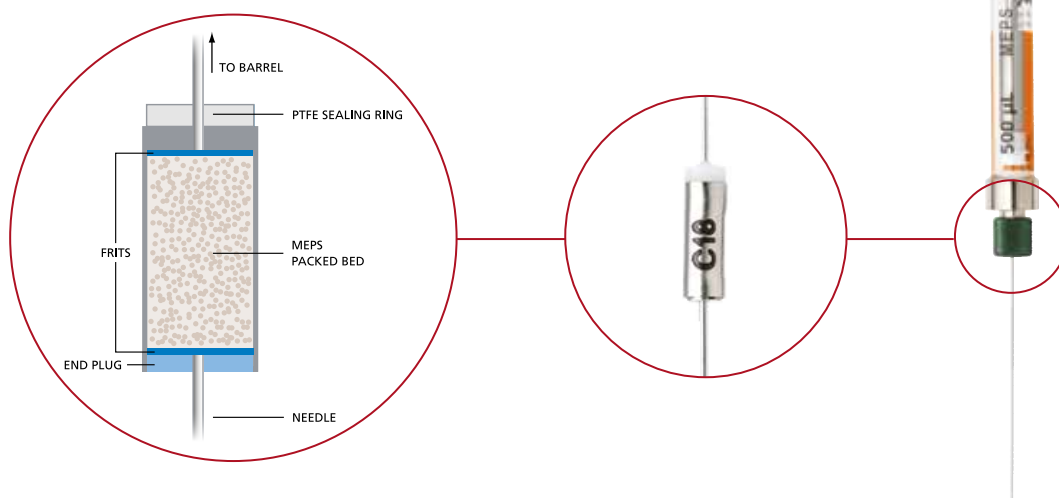 TO BARREL
PTFE SEALING RING
FRITS
MEPS
PACKED BED
END PLUG
NEEDLE
C18
500 µL MEPS